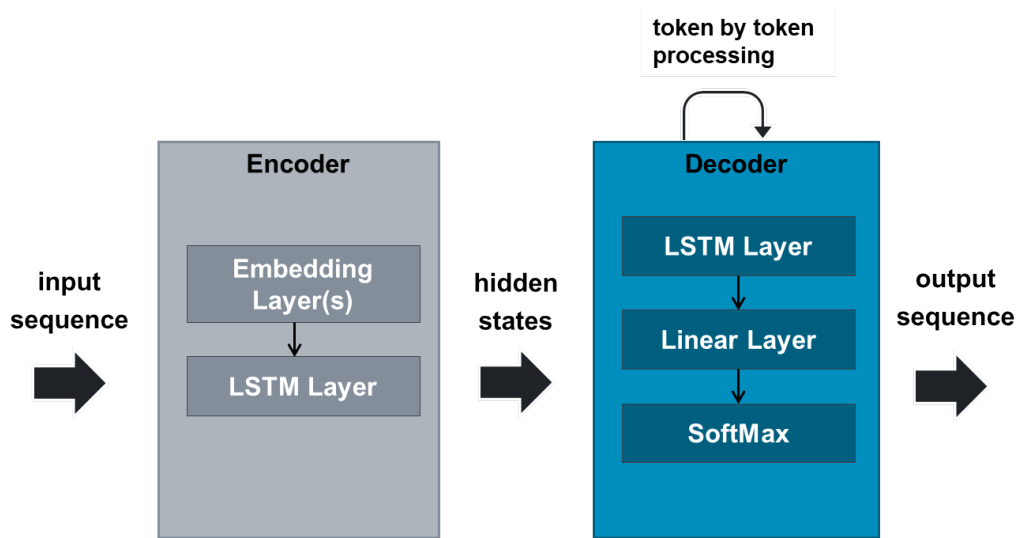 token by token
processing
Encoder
Decoder
Embedding
Layer(s)
LSTM Layer
LSTM Layer
Linear Layer
SoftMax
input
sequence
hidden
states
output
sequence